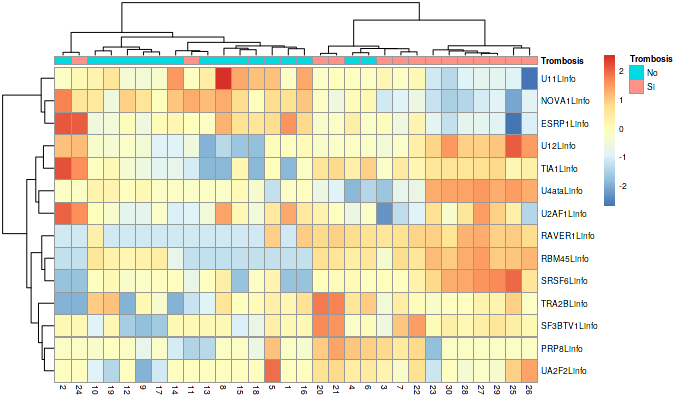 Trombosis
U11Linfo
NOVA1Linfo
ESRP1Linfo
U12Linfo
TIA1Linfo
U4ataLinfo
U2AF1Linfo
RAVER1Linfo
RBM45Linfo
SRSF6Linfo
TRA2BLinfo
SF3BTV1Linfo
PRP8Linfo
UA2F2Linfo
2 24 10 19 12 9 17 14 11 13 8 15 18 5 1 16 20 21 4 6 3 7 22 23 30 28 27 29 25 26
2
1
0
-1
-2
Trombosis
No
Si